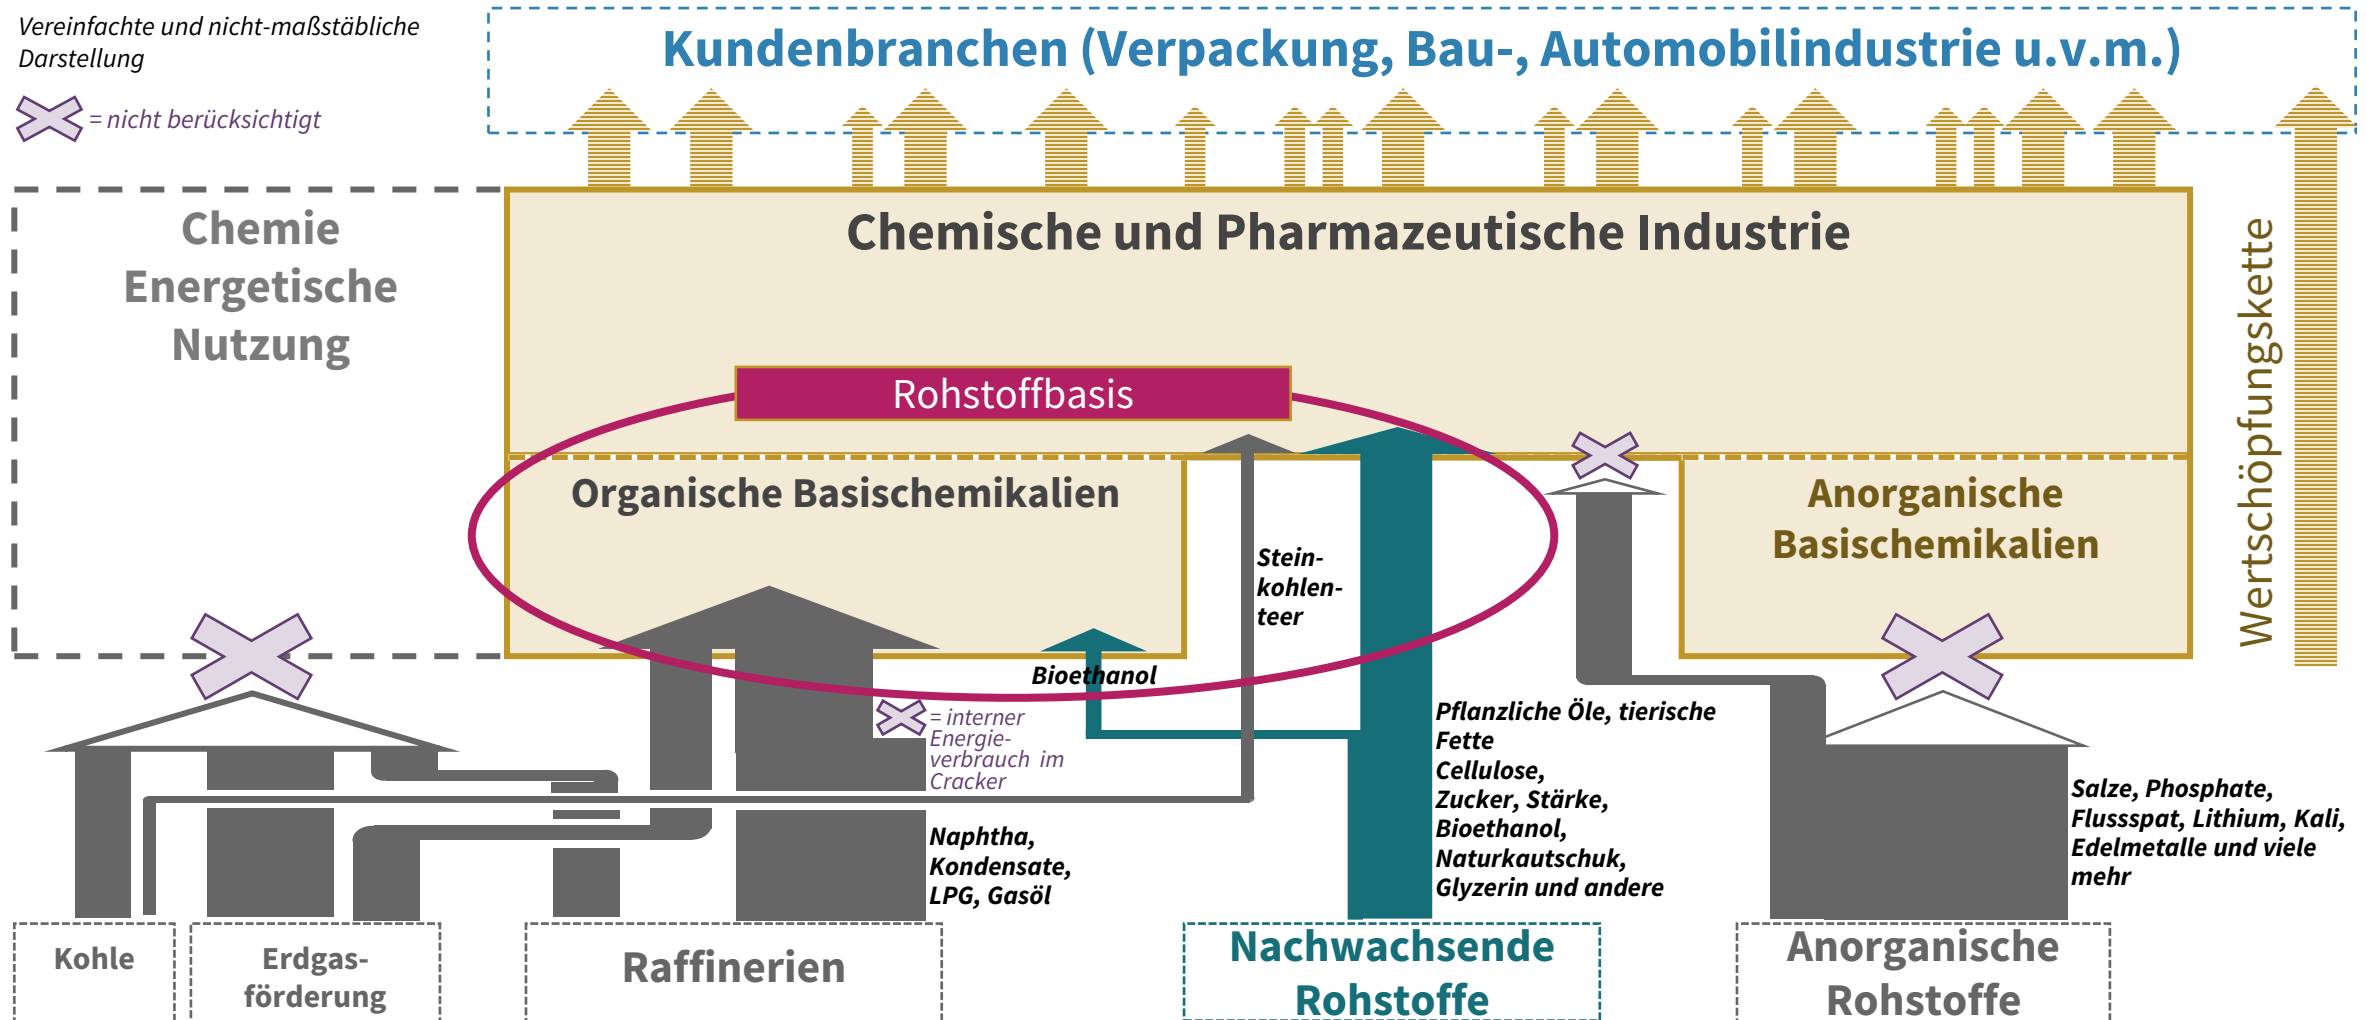 Vereinfachte und nicht-maßstäbliche
Darstellung
= nicht berücksichtigt
Kundenbranchen (Verpackung, Bau-, Automobilindustrie u.v.m.)
Chemie
Energetische
Nutzung
Chemische und Pharmazeutische Industrie
Wertschöpfungskette
Rohstoffbasis
Organische Basischemikalien
Anorganische
Basischemikalien
Stein-
kohlen-
teer
Bioethanol
= interner
Energie-
verbrauch im
Cracker
Naphtha,
Kondensate,
LPG, Gasöl
Pflanzliche Öle, tierische
Fette
Cellulose,
Zucker, Stärke,
Bioethanol,
Naturkautschuk,
Glyzerin und andere
Salze, Phosphate,
Flussspat, Lithium, Kali,
Edelmetalle und viele
mehr
Kohle
Erdgas-
förderung
Raffinerien
Nachwachsende
Rohstoffe
Anorganische
Rohstoffe